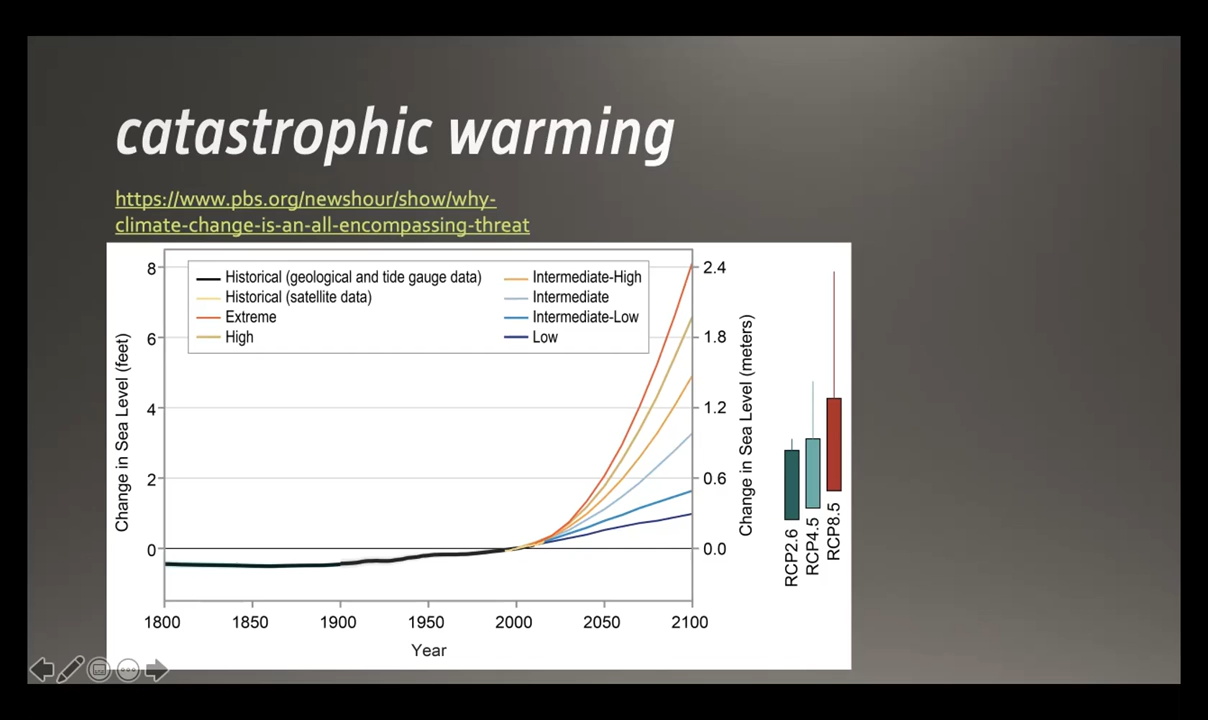 catastrophic warming
https://www.pbs.org/newshour/show/why-
climate-change-is-an-all-encompassing-threat
Historical (geological and tide gauge data)
Historical (satellite data)
Extreme
High
Intermediate-High
Intermediate
Intermediate-Low
Low
Change in Sea Level (feet)
8
6
4
2
0
2.4
1.8
1.2
0.6
0.0
Change in Sea Level (meters)
RCP2.6
RCP4.5
RCP8.5
1800 1850 1900 1950 2000 2050 2100
Year